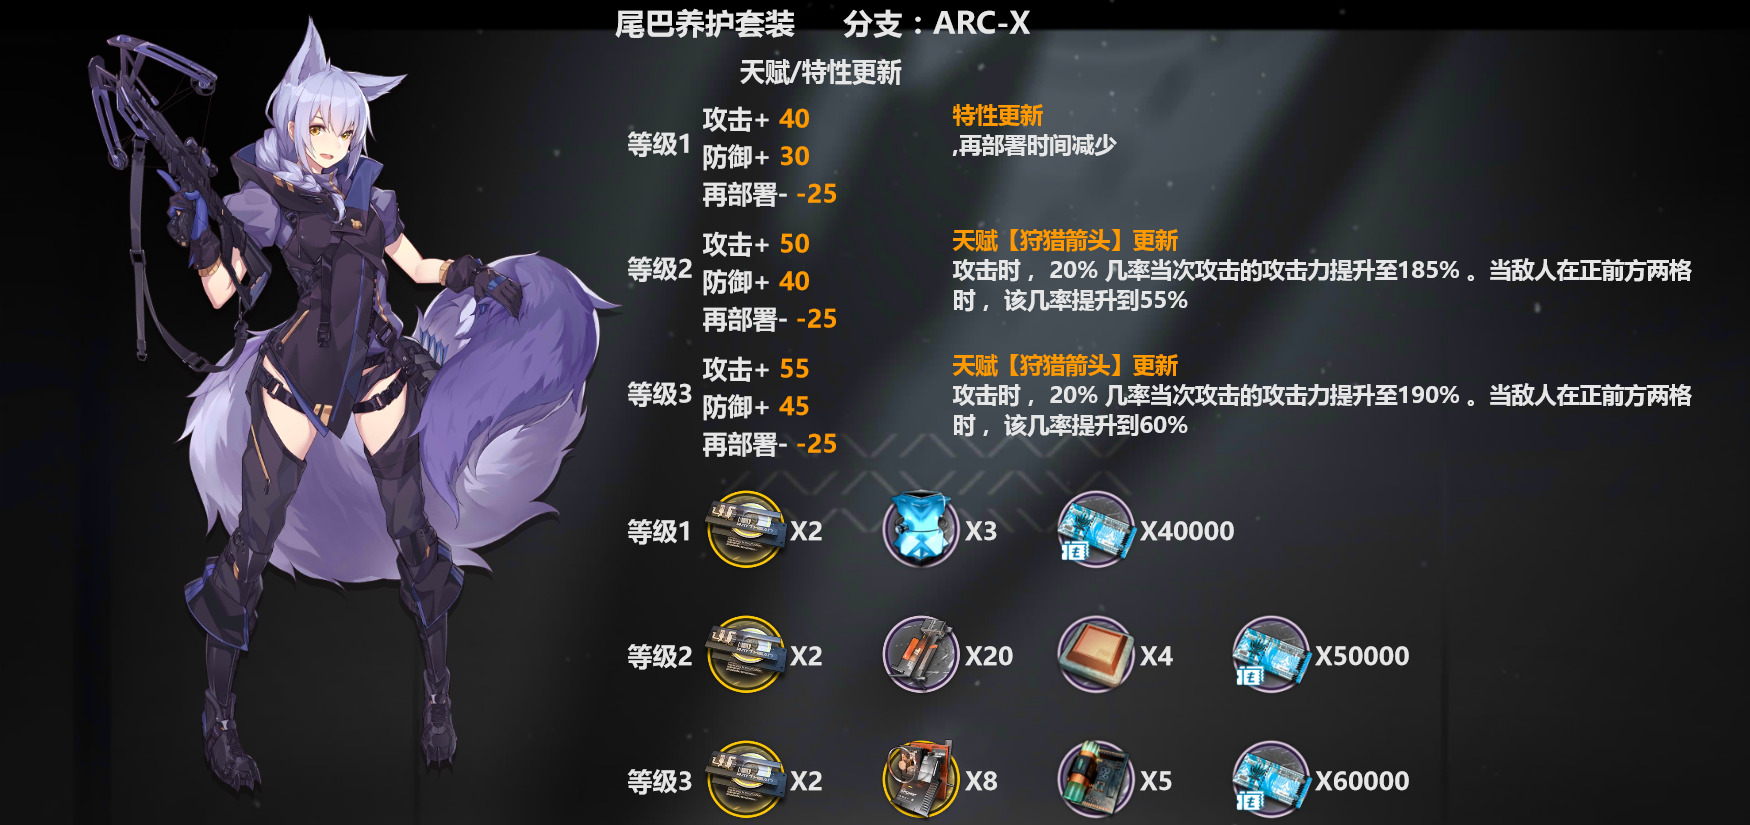 尾巴养护套装 分支：ARC-X
天赋/特性更新
等级1
攻击+ 40
防御+ 30
再部署- -25
特性更新
,再部署时间减少
等级2
攻击+ 50
防御+ 40
再部署- -25
天赋【狩猎箭头】更新
攻击时，20% 几率当次攻击的攻击力提升至185% 。当敌人在正前方两格
时，该几率提升到55%
等级3
攻击+ 55
防御+ 45
再部署- -25
天赋【狩猎箭头】更新
攻击时，20% 几率当次攻击的攻击力提升至190% 。当敌人在正前方两格
时，该几率提升到60%
等级1 X2 X3 X40000
等级2 X2 X20 X4 X50000
等级3 X2 X8 X5 X60000